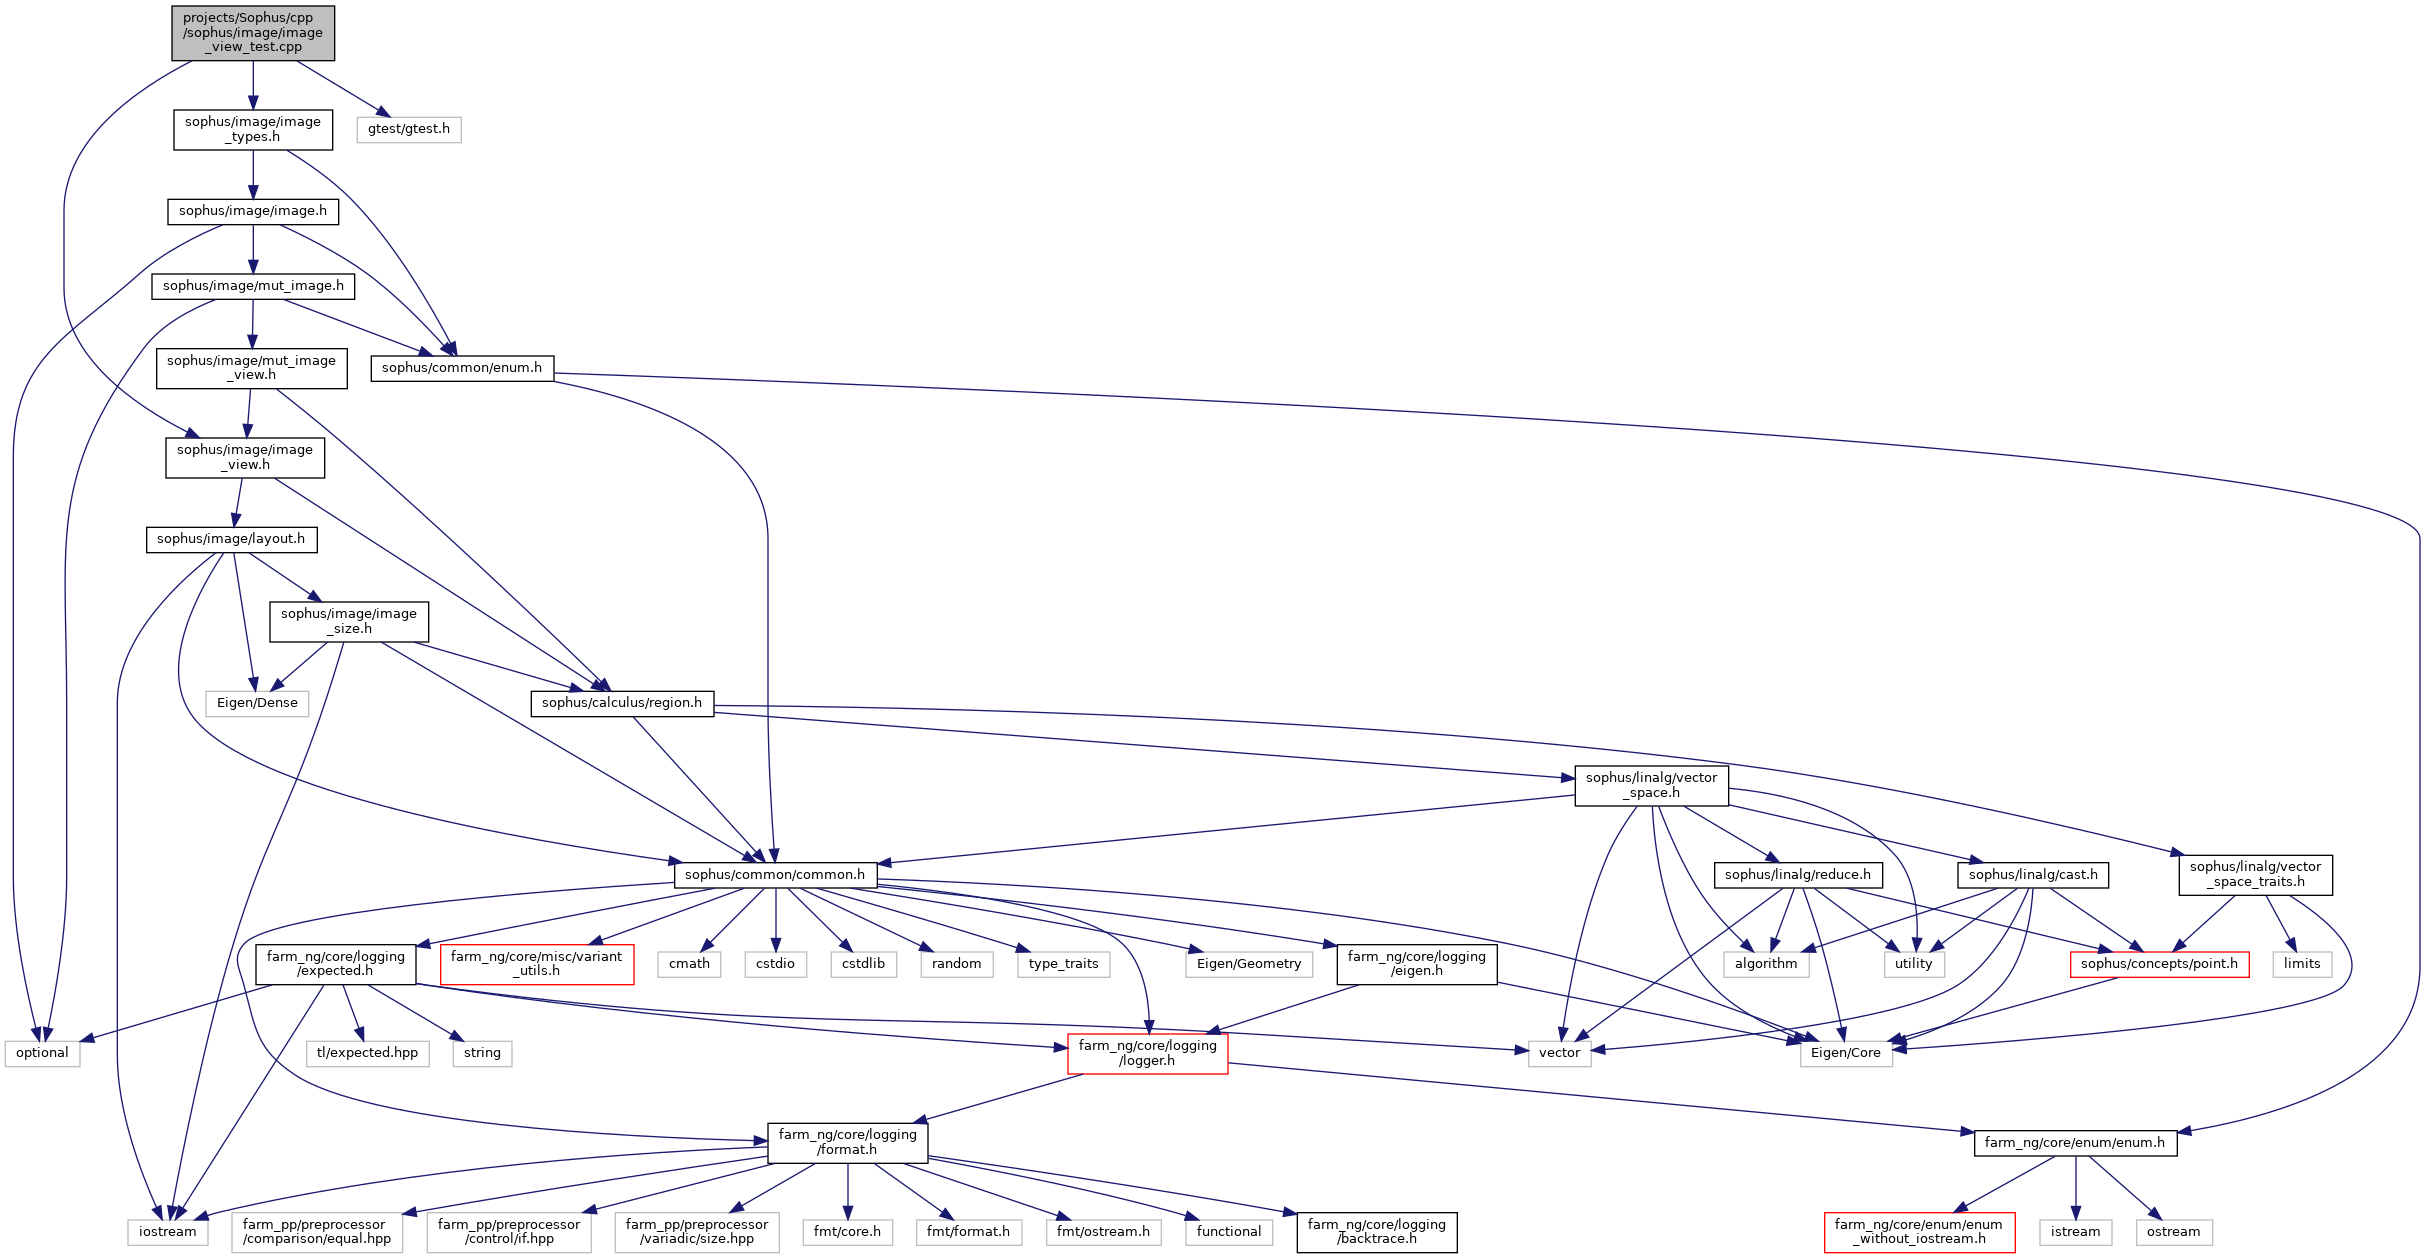 projects/Sophus/cpp
/sophus/image/image
_view_test.cpp
sophus/image/image
_types.h
gtest/gtest.h
sophus/image/image.h
sophus/image/mut_image.h
sophus/image/mut_image
_view.h
sophus/common/enum.h
sophus/image/image
_view.h
sophus/image/layout.h
sophus/image/image
_size.h
Eigen/Dense
sophus/calculus/region.h
sophus/linalg/vector
_space.h
sophus/common/common.h
sophus/linalg/reduce.h
sophus/linalg/cast.h
sophus/linalg/vector
_space_traits.h
farm_ng/core/logging
/expected.h
farm_ng/core/misc/variant
_utils.h
cmath
cstdio
cstdlib
random
type_traits
Eigen/Geometry
farm_ng/core/logging
/eigen.h
algorithm
utility
sophus/concepts/point.h
limits
optional
tl/expected.hpp
string
farm_ng/core/logging
/logger.h
vector
Eigen/Core
farm_ng/core/logging
/format.h
farm_ng/core/enum/enum.h
iostream
farm_pp/preprocessor
/comparison/equal.hpp
farm_pp/preprocessor
/control/if.hpp
farm_pp/preprocessor
/variadic/size.hpp
fmt/core.h
fmt/format.h
fmt/ostream.h
functional
farm_ng/core/logging
/backtrace.h
farm_ng/core/enum/enum
_without_iostream.h
istream
ostream